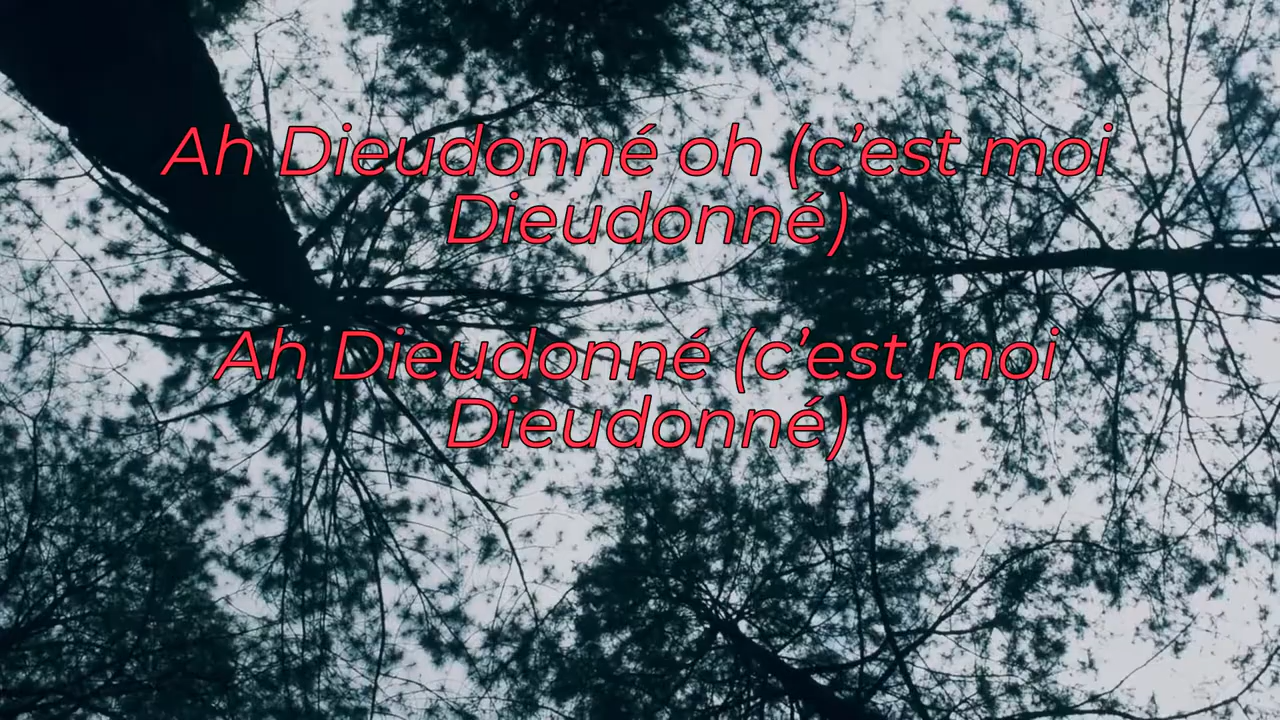 Ah Dieudonné oh (c’est moi
Dieudonné)
Ah Dieudonné (c’est moi
Dieudonné)